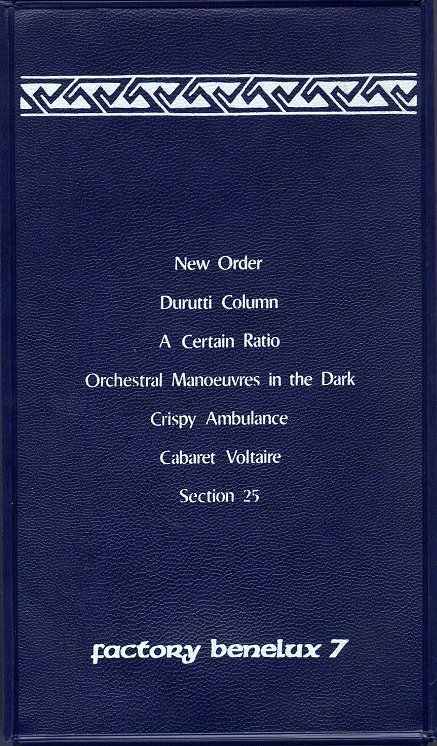 New Order
Durutti Column
A Certain Ratio
Orchestral Manoeuvres in the Dark
Crispy Ambulance
Cabaret Voltaire
Section 25
factory benelux 7